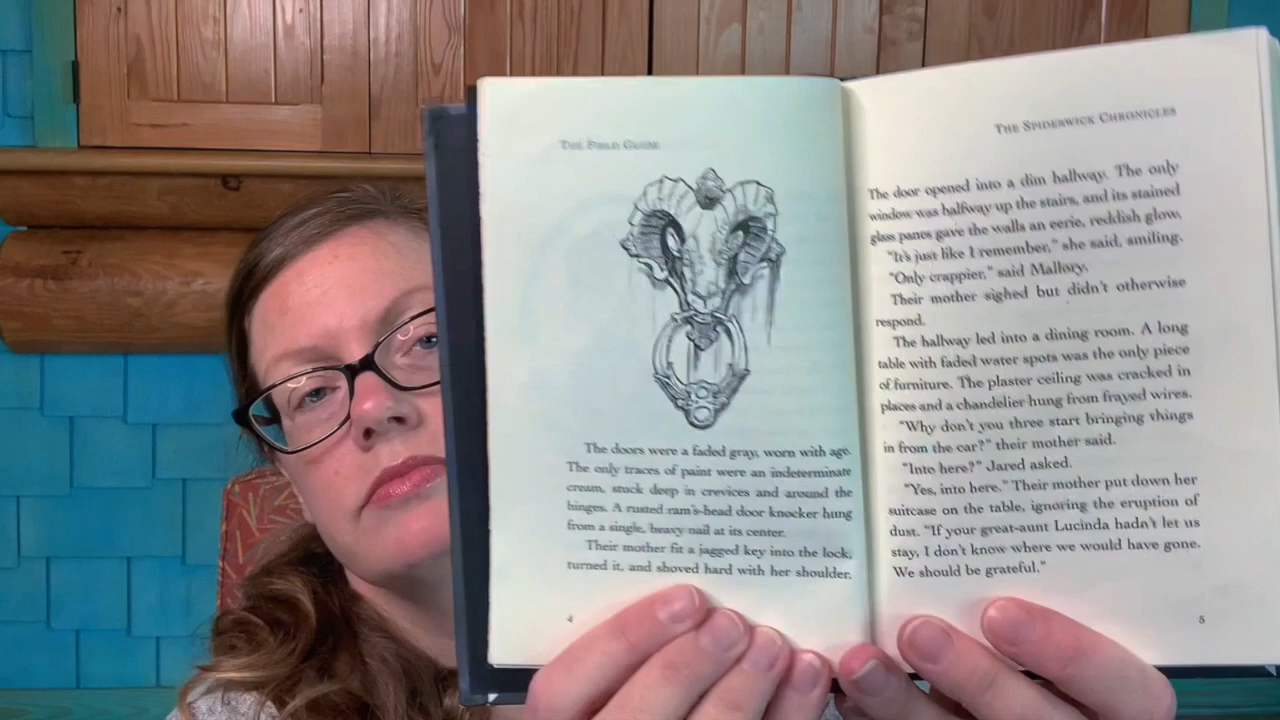 THE FIELD GUIDE
The doors were a faded gray, worn with age.
The only traces of paint were an indeterminate
cream, stuck deep in crevices and around the
hinges. A rusted ram's-head door knocker hung
from a single, heavy nail at its center.
Their mother fit a jagged key into the lock,
turned it, and shoved hard with her shoulder.
4
THE SPIDERWICK CHRONICLES
The door opened into a dim hallway. The only
window was halfway up the stairs, and its stained
glass panes gave the walls an eerie, reddish glow.
"It's just like I remember," she said, smiling.
"Only crappier," said Mallory.
Their mother sighed but didn't otherwise
respond.
The hallway led into a dining room. A long
table with faded water spots was the only piece
of furniture. The plaster ceiling was cracked in
places and a chandelier hung from frayed wires.
"Why don't you three start bringing things
in from the car?" their mother said.
"Into here?" Jared asked.
"Yes, into here." Their mother put down her
suitcase on the table, ignoring the eruption of
dust. "If your great-aunt Lucinda hadn't let us
stay, I don't know where we would have gone.
We should be grateful."
5